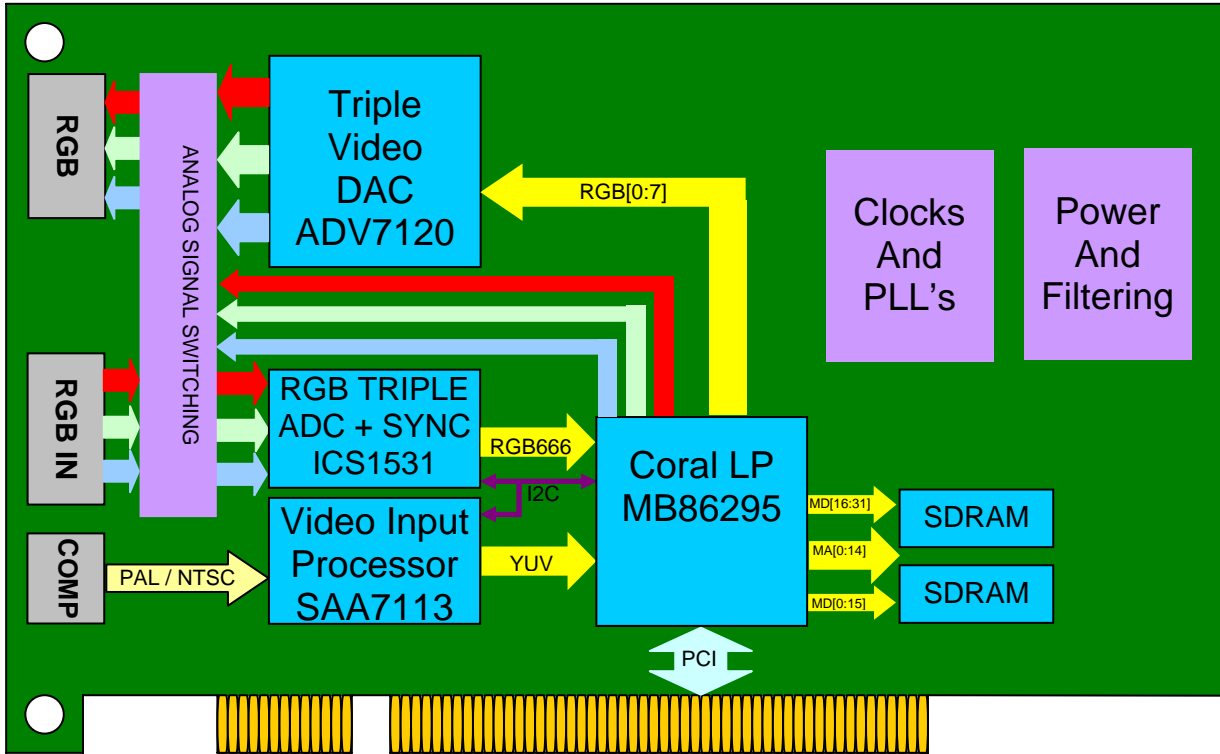 RGB
ANALOG SIGNAL SWITCHING
Triple
Video
DAC
ADV7120
RGB[0:7]
Clocks
And
PLL's
Power
And
Filtering
RGB IN
RGB TRIPLE
ADC + SYNC
ICS1531
RGB666
I2C
Coral LP
MB86295
MD[16:31]
MA[0:14]
MD[0:15]
SDRAM
SDRAM
COMP
PAL / NTSC
Video Input
Processor
SAA7113
YUV
PCI